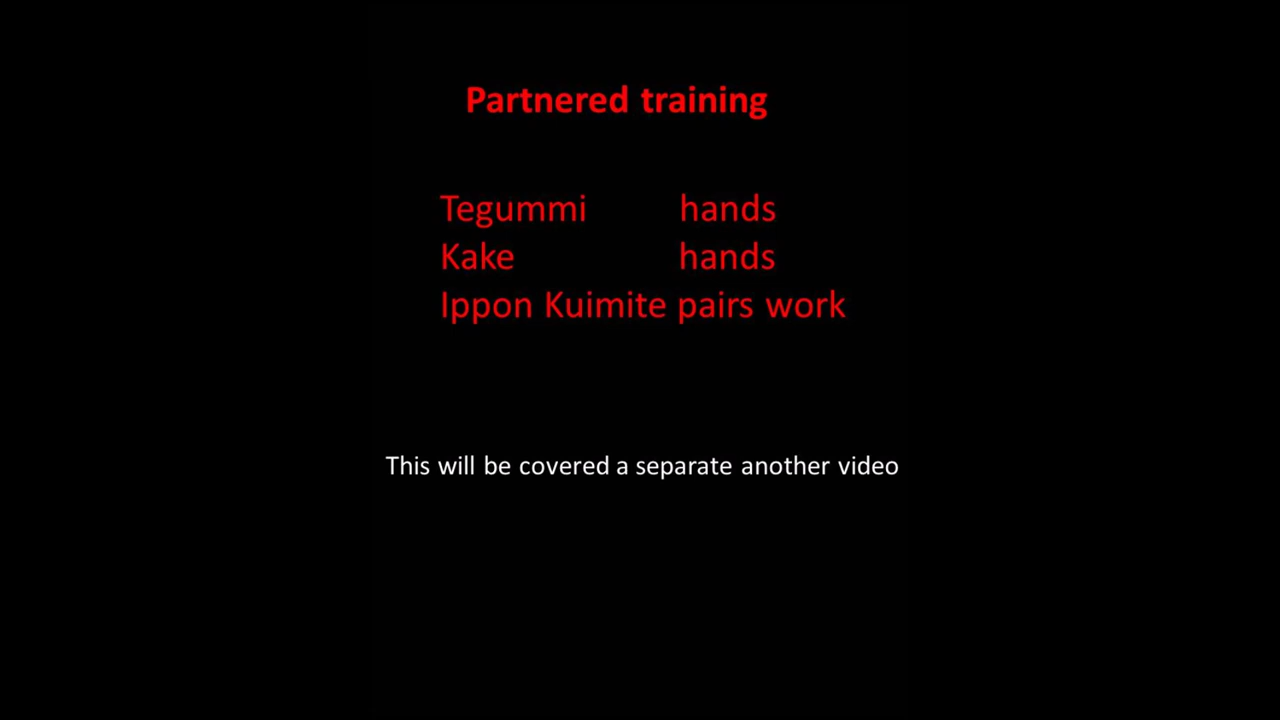 Partnered training
Tegummi hands
Kake hands
Ippon Kuimite pairs work
This will be covered a separate another video